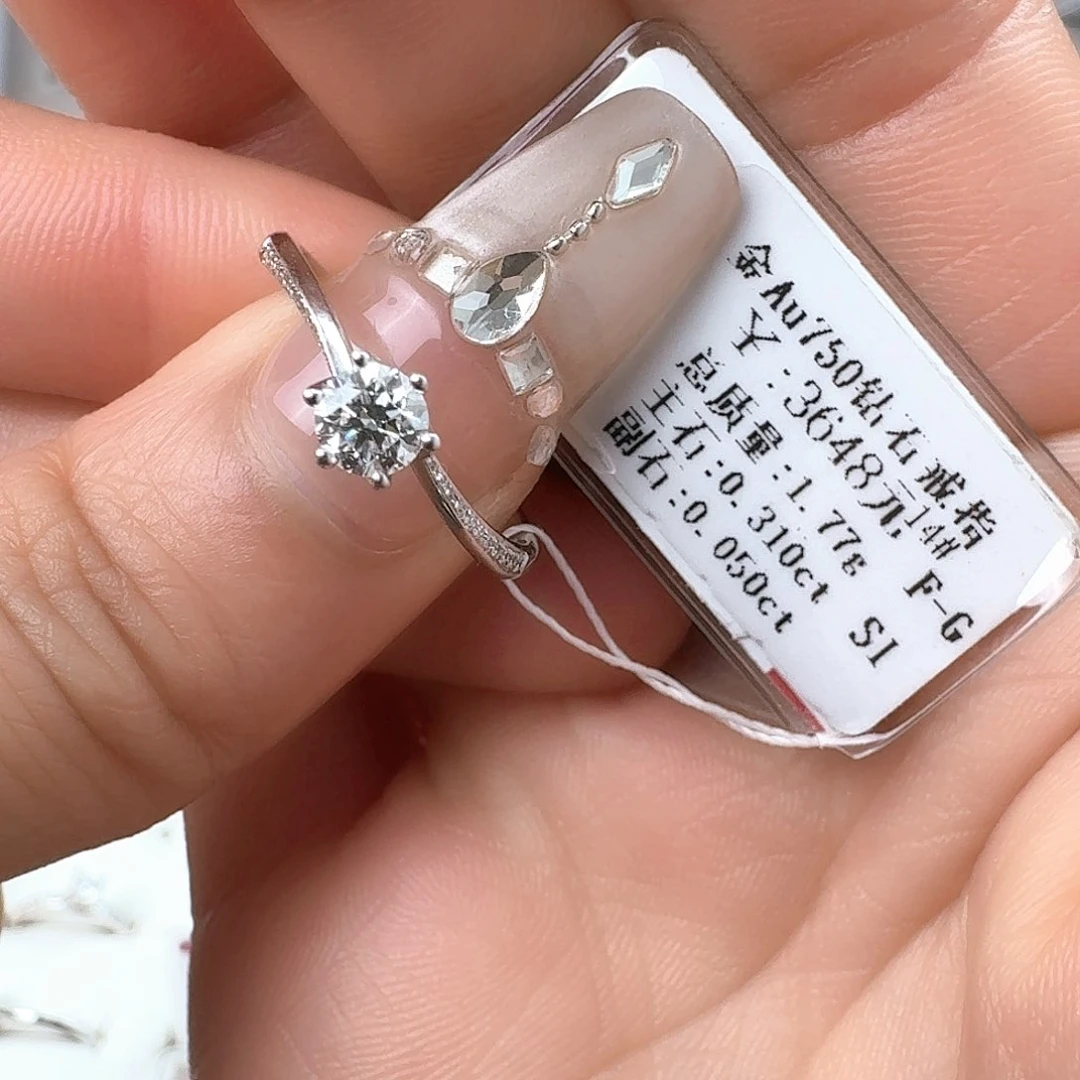 金Au750钻石戒指
￥:3648元 14#
总质量:1.77g F-G
主石:0.310ct SI
副石:0.050ct